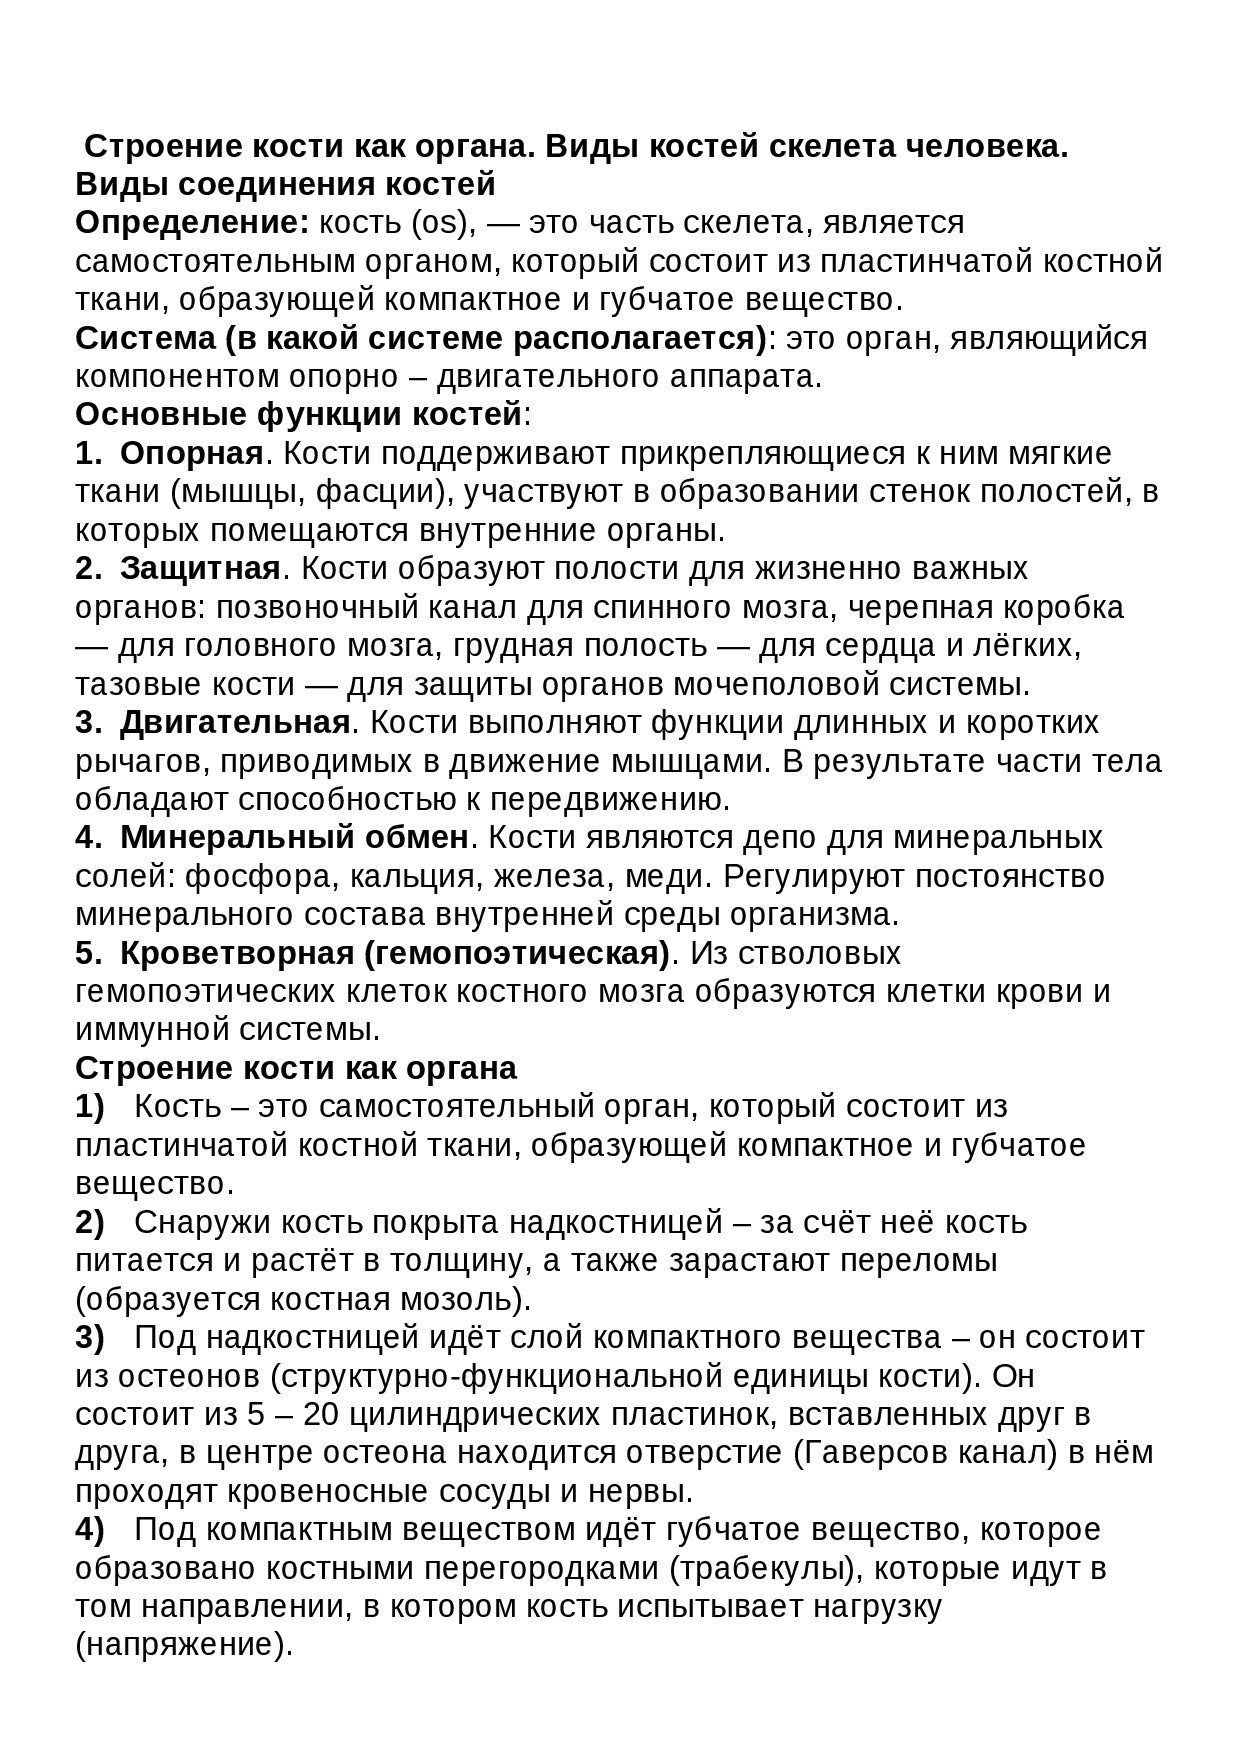 Строение кости как органа. Виды костей скелета человека.
Виды соединения костей
Определение: кость (os), — это часть скелета, является
самостоятельным органом, который состоит из пластинчатой костной
ткани, образующей компактное и губчатое вещество.
Система (в какой системе располагается): это орган, являющийся
компонентом опорно – двигательного аппарата.
Основные функции костей:
1. Опорная. Кости поддерживают прикрепляющиеся к ним мягкие
ткани (мышцы, фасции), участвуют в образовании стенок полостей, в
которых помещаются внутренние органы.
2. Защитная. Кости образуют полости для жизненно важных
органов: позвоночный канал для спинного мозга, черепная коробка
— для головного мозга, грудная полость — для сердца и лёгких,
тазовые кости — для защиты органов мочеполовой системы.
3. Двигательная. Кости выполняют функции длинных и коротких
рычагов, приводимых в движение мышцами. В результате части тела
обладают способностью к передвижению.
4. Минеральный обмен. Кости являются депо для минеральных
солей: фосфора, кальция, железа, меди. Регулируют постоянство
минерального состава внутренней среды организма.
5. Кроветворная (гемопоэтическая). Из стволовых
гемопоэтических клеток костного мозга образуются клетки крови и
иммунной системы.
Строение кости как органа
1) Кость – это самостоятельный орган, который состоит из
пластинчатой костной ткани, образующей компактное и губчатое
вещество.
2) Снаружи кость покрыта надкостницей – за счёт неё кость
питается и растёт в толщину, а также зарастают переломы
(образуется костная мозоль).
3) Под надкостницей идёт слой компактного вещества – он состоит
из остеонов (структурно-функциональной единицы кости). Он
состоит из 5 – 20 цилиндрических пластинок, вставленных друг в
друга, в центре остеона находится отверстие (Гаверсов канал) в нём
проходят кровеносные сосуды и нервы.
4) Под компактным веществом идёт губчатое вещество, которое
образовано костными перегородками (трабекулы), которые идут в
том направлении, в котором кость испытывает нагрузку
(напряжение).